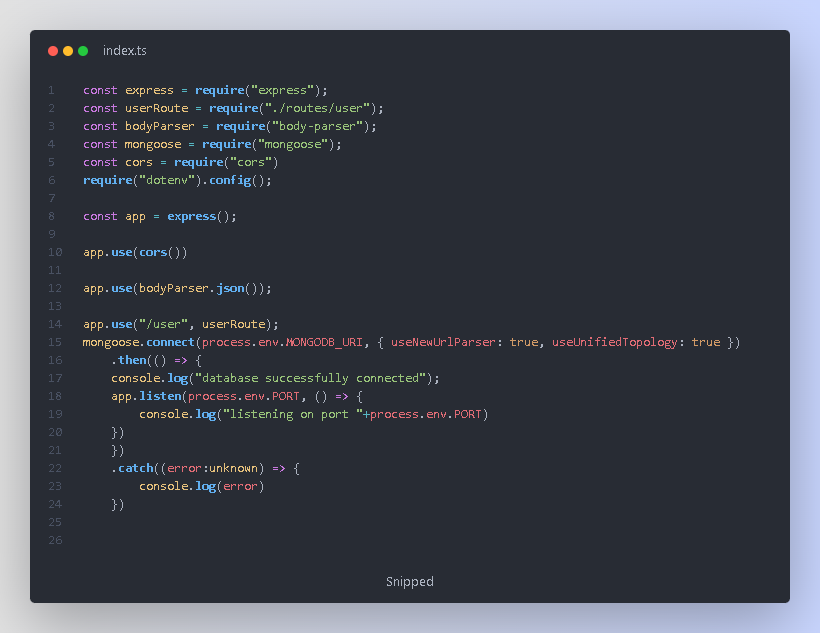 index.ts
1 const express = require("express");
2 const userRoute = require("./routes/user");
3 const bodyParser = require("body-parser");
4 const mongoose = require("mongoose");
5 const cors = require("cors")
6 require("dotenv").config();
7
8 const app = express();
9
10 app.use(cors())
11
12 app.use(bodyParser.json());
13
14 app.use("/user", userRoute);
15 mongoose.connect(process.env.MONGODB_URI, { useNewUrlParser: true, useUnifiedTopology: true })
16     .then(() => {
17     console.log("database successfully connected");
18     app.listen(process.env.PORT, () => {
19         console.log("listening on port "+process.env.PORT)
20     })
21     })
22     .catch((error:unknown) => {
23         console.log(error)
24     })
25
26
Snipped